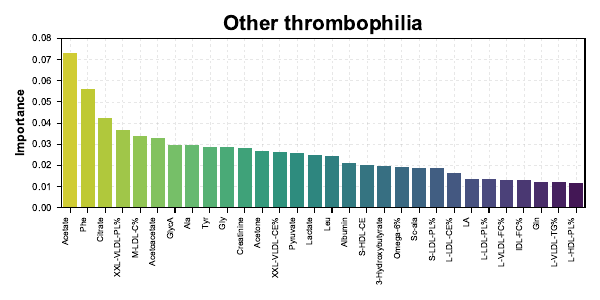 Other thrombophilia
Importance
0.08
0.07
0.06
0.05
0.04
0.03
0.02
0.01
0.00
Acetate
Phe
Citrate
XXL-VLDL-PL%
M-LDL-C%
Acetoacetate
GlycA
Ala
Tyr
Gly
Creatinine
Acetone
XXL-VLDL-CE%
Pyruvate
Lactate
Leu
Albumin
S-HDL-CE
3-Hydroxybutyrate
Omega-6%
Sc-ala
S-LDL-PL%
L-LDL-CE%
LA
L-LDL-PL%
L-VLDL-FC%
IDL-FC%
Gln
L-VLDL-TG%
L-HDL-PL%